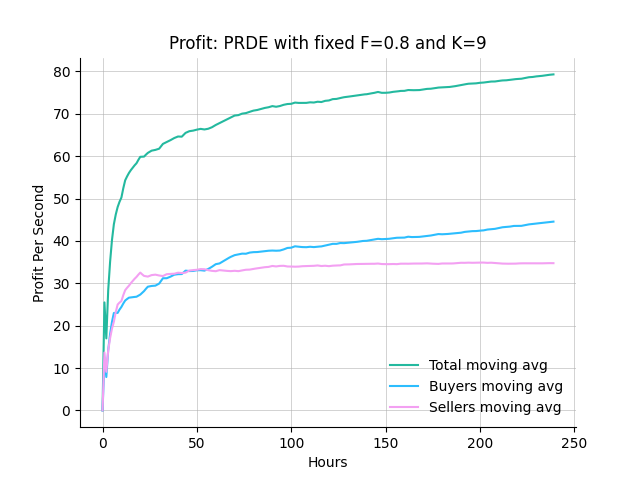 Profit: PRDE with fixed F=0.8 and K=9
Profit Per Second
80
70
60
50
40
30
20
10
0
Total moving avg
Buyers moving avg
Sellers moving avg
0 50 100 150 200 250
Hours